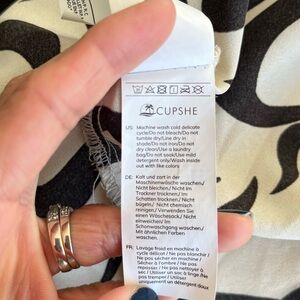 CUPSHE
US: Machine wash cold delicate
cycle/Do not bleach/Do not
tumble dry/Line dry in
shade/Do not iron/Do not
dry clean/Use a laundry
bag/Do not soak/Use mild
detergent only/Wash inside
out with like colors
DE: Kalt und zart in der
Maschinenwäsche waschen/
Nicht bleichen/ Nicht im
Trockner trocknen/ Im
Schatten trocknen/ Nicht
bügeln/ Nicht chemisch
reinigen/ Verwenden Sie
einen Wäschesack/ Nicht
einweichen/ Im
Schonwaschgang waschen/
Mit ähnlichen Farben
waschen.
FR: Lavage froid en machine à
cycle délicat / Ne pas blanchir
/ Ne pas sécher en machine
/ Sécher à l'ombre / Ne pas
repasser / Ne pas nettoyer à
sec / Utiliser un sac à linge
/Ne pas tremper / Utiliser
uniquement un
détergent doux